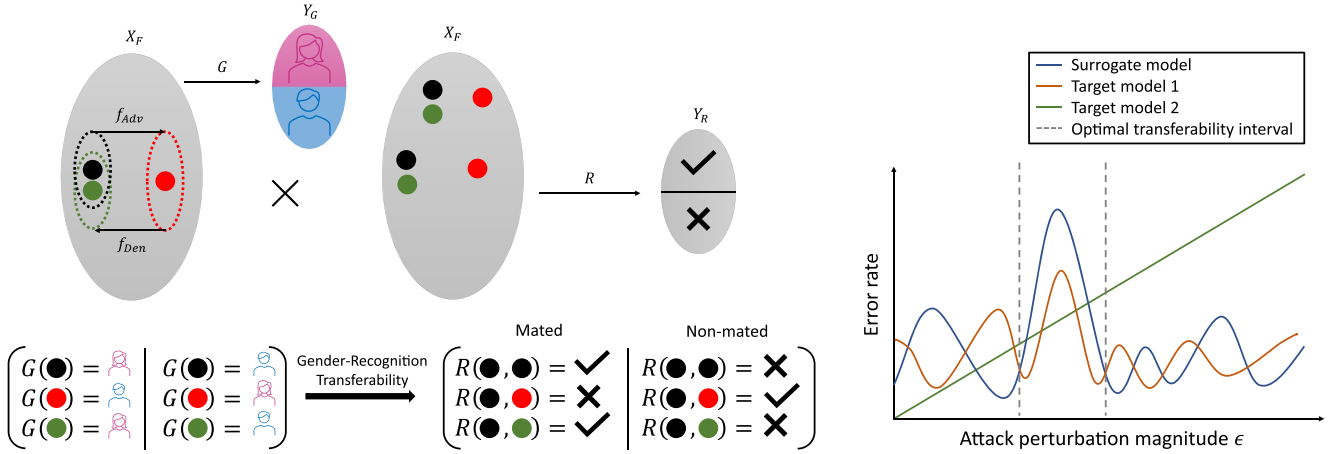 X_F
G
Y_G
f_Adv
f_Den
X_F
R
Y_R
G( ) =
G( ) =
G( ) =
G( ) =
G( ) =
G( ) =
Gender-Recognition
Transferability
Mated
R( , ) = ✓
R( , ) = ×
R( , ) = ✓
Non-mated
R( , ) = ×
R( , ) = ✓
R( , ) = ×
Surrogate model
Target model 1
Target model 2
Optimal transferability interval
Error rate
Attack perturbation magnitude ϵ